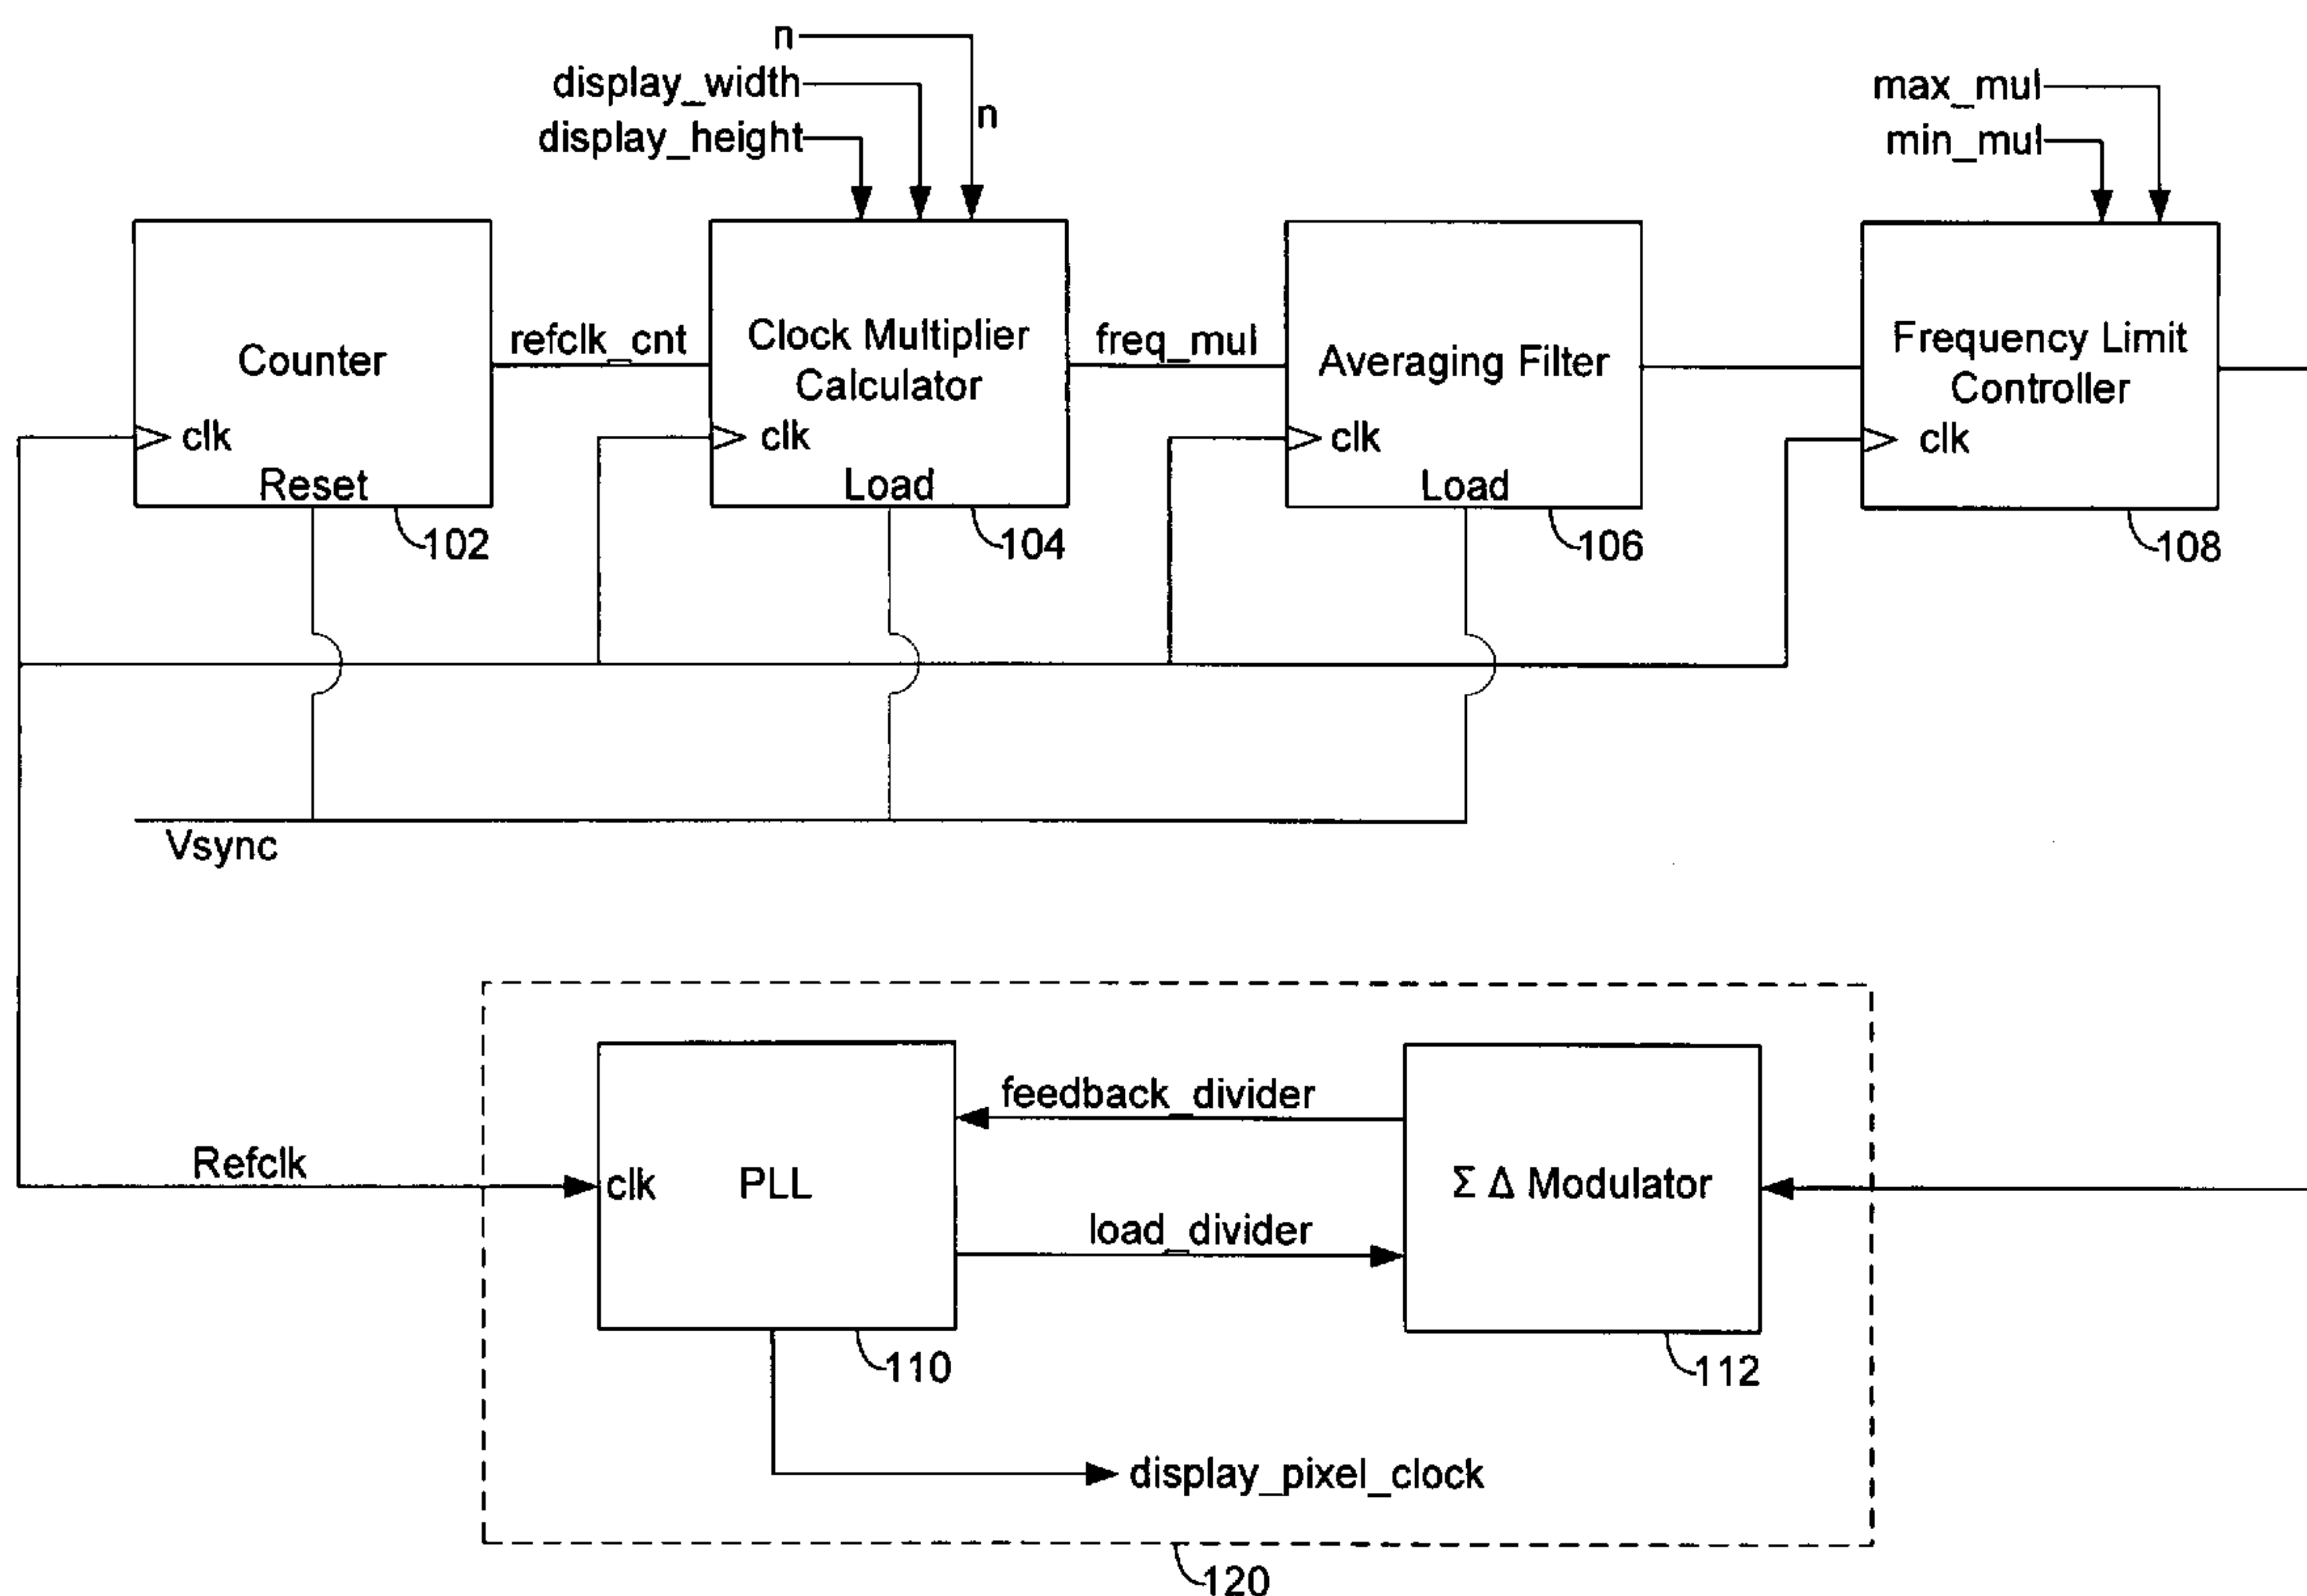 n
display_width
display_height
n
max_mul
min_mul
Counter
clk
Reset
102
refclk_cnt
Clock Multiplier
Calculator
clk
Load
104
freq_mul
Averaging Filter
clk
Load
106
Frequency Limit
Controller
clk
108
Vsync
Refclk
clk
PLL
110
feedback_divider
load_divider
Σ Δ Modulator
112
display_pixel_clock
120